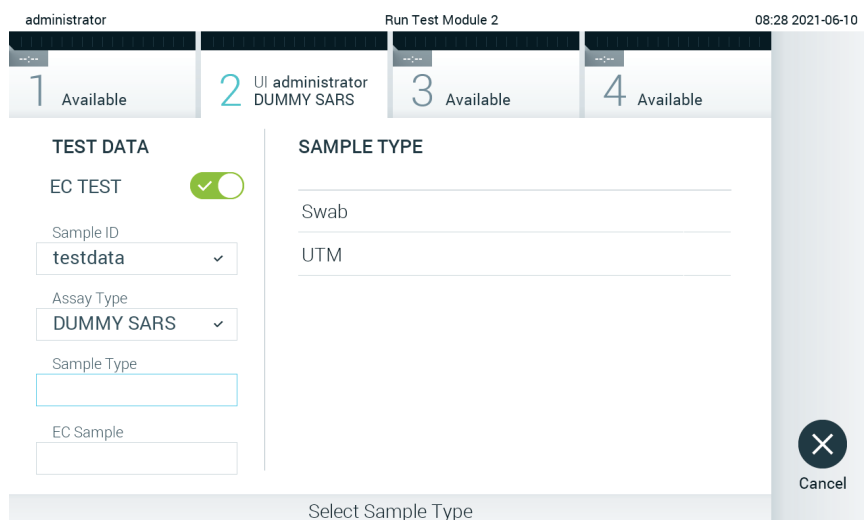 administrator Run Test Module 2 08:28 2021-06-10
--:-- --:-- --:--
1 Available 2 UI administrator 3 Available 4 Available
DUMMY SARS
TEST DATA
EC TEST
Sample ID
testdata
Assay Type
DUMMY SARS
Sample Type
EC Sample
SAMPLE TYPE
Swab
UTM
Cancel
Select Sample Type